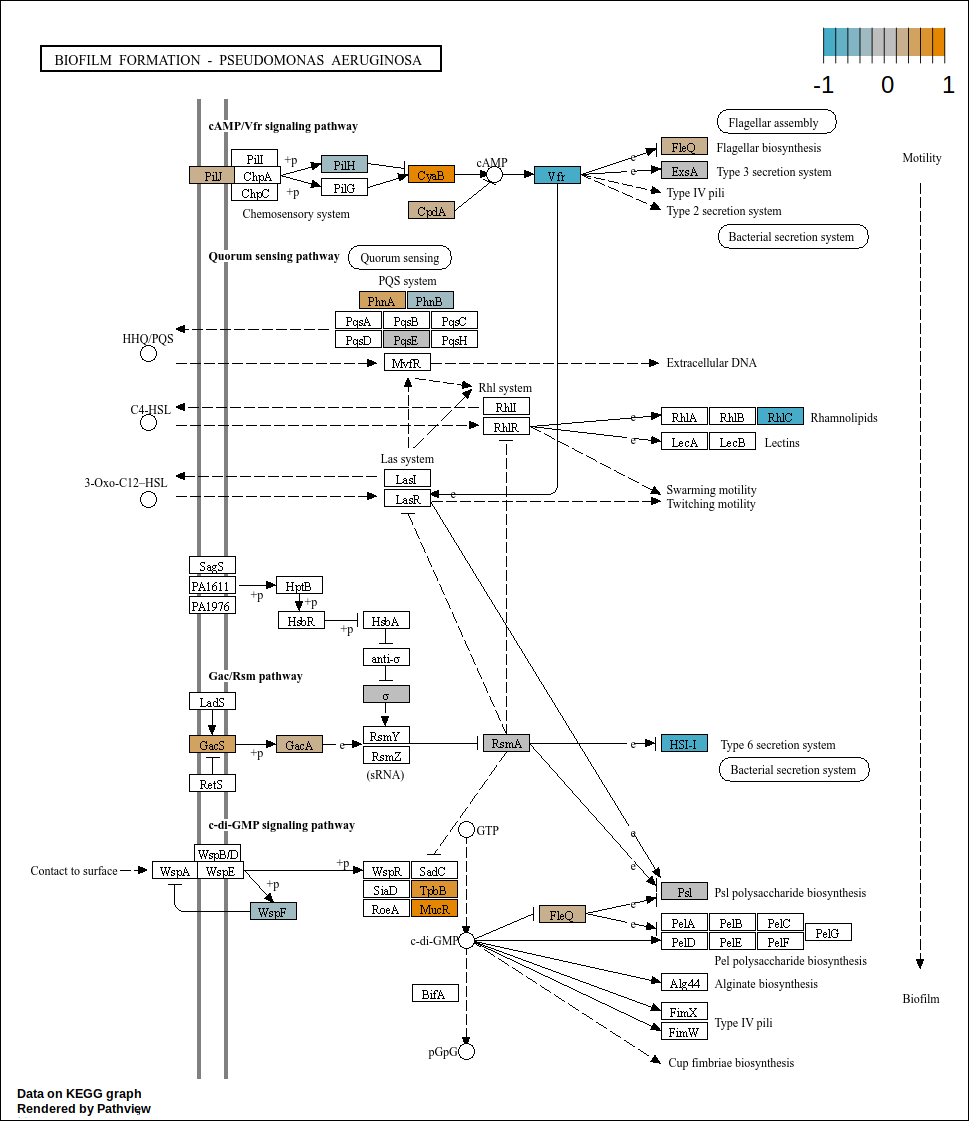 BIOFILM FORMATION - PSEUDOMONAS AERUGINOSA
-1 0 1
cAMP/Vfr signaling pathway
Flagellar assembly
Motility
PilI
+p
PilH
cAMP
e
FleQ
Flagellar biosynthesis
PilJ
ChpA
CyaB
Vfr
e
ExsA
Type 3 secretion system
ChpC
+p
PilG
Type IV pili
Chemosensory system
CpdA
Type 2 secretion system
Bacterial secretion system
Quorum sensing pathway
Quorum sensing
PQS system
PhnA PhnB
PqsA PqsB PqsC
HHQ/PQS
PqsD PqsE PqsH
MvfR
Extracellular DNA
Rhl system
C4-HSL
RhlI
RhlR
e
RhlA RhlB RhlC
Rhamnolipids
e
LecA LecB
Lectins
Las system
3-Oxo-C12-HSL
LasI
LasR
e
Swarming motility
Twitching motility
SagS
PA1611
+p
HptB
PA1976
+p
HsbR
+p
HsbA
anti-σ
Gac/Rsm pathway
σ
LadS
GacS
+p
GacA
e
RsmY
RsmZ
(sRNA)
RsmA
e
HSI-I
Type 6 secretion system
Bacterial secretion system
RetS
c-di-GMP signaling pathway
GTP
e
Contact to surface
WspB/D
WspA WspE
+p
WspR SadC
e
+p
SiaD TpbB
Psl
Psl polysaccharide biosynthesis
WspF
RoeA MucR
FleQ
e
e
PelA PelB PelC
PelG
c-di-GMP
PelD PelE PelF
Pel polysaccharide biosynthesis
Alg44
Alginate biosynthesis
BifA
Biofilm
FimX
FimW
Type IV pili
pGpG
Cup fimbriae biosynthesis
Data on KEGG graph
Rendered by Pathview